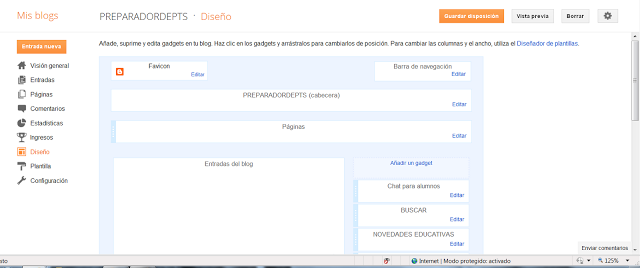 Mis blogs
PREPARADORDEPTS · Diseño
Guardar disposición
Vista previa
Borrar
Entrada nueva
Visión general
Entradas
Páginas
Comentarios
Estadísticas
Ingresos
Diseño
Plantilla
Configuración
Añade, suprime y edita gadgets en tu blog. Haz clic en los gadgets y arrástralos para cambiarlos de posición. Para cambiar las columnas y el ancho, utiliza el Diseñador de plantillas.
Favicon
Editar
Barra de navegación
Editar
PREPARADORDEPTS (cabecera)
Editar
Páginas
Editar
Entradas del blog
Añadir un gadget
Chat para alumnos
Editar
BUSCAR
Editar
NOVEDADES EDUCATIVAS
Editar
Enviar comentarios
sto
Internet | Modo protegido: activado
125%